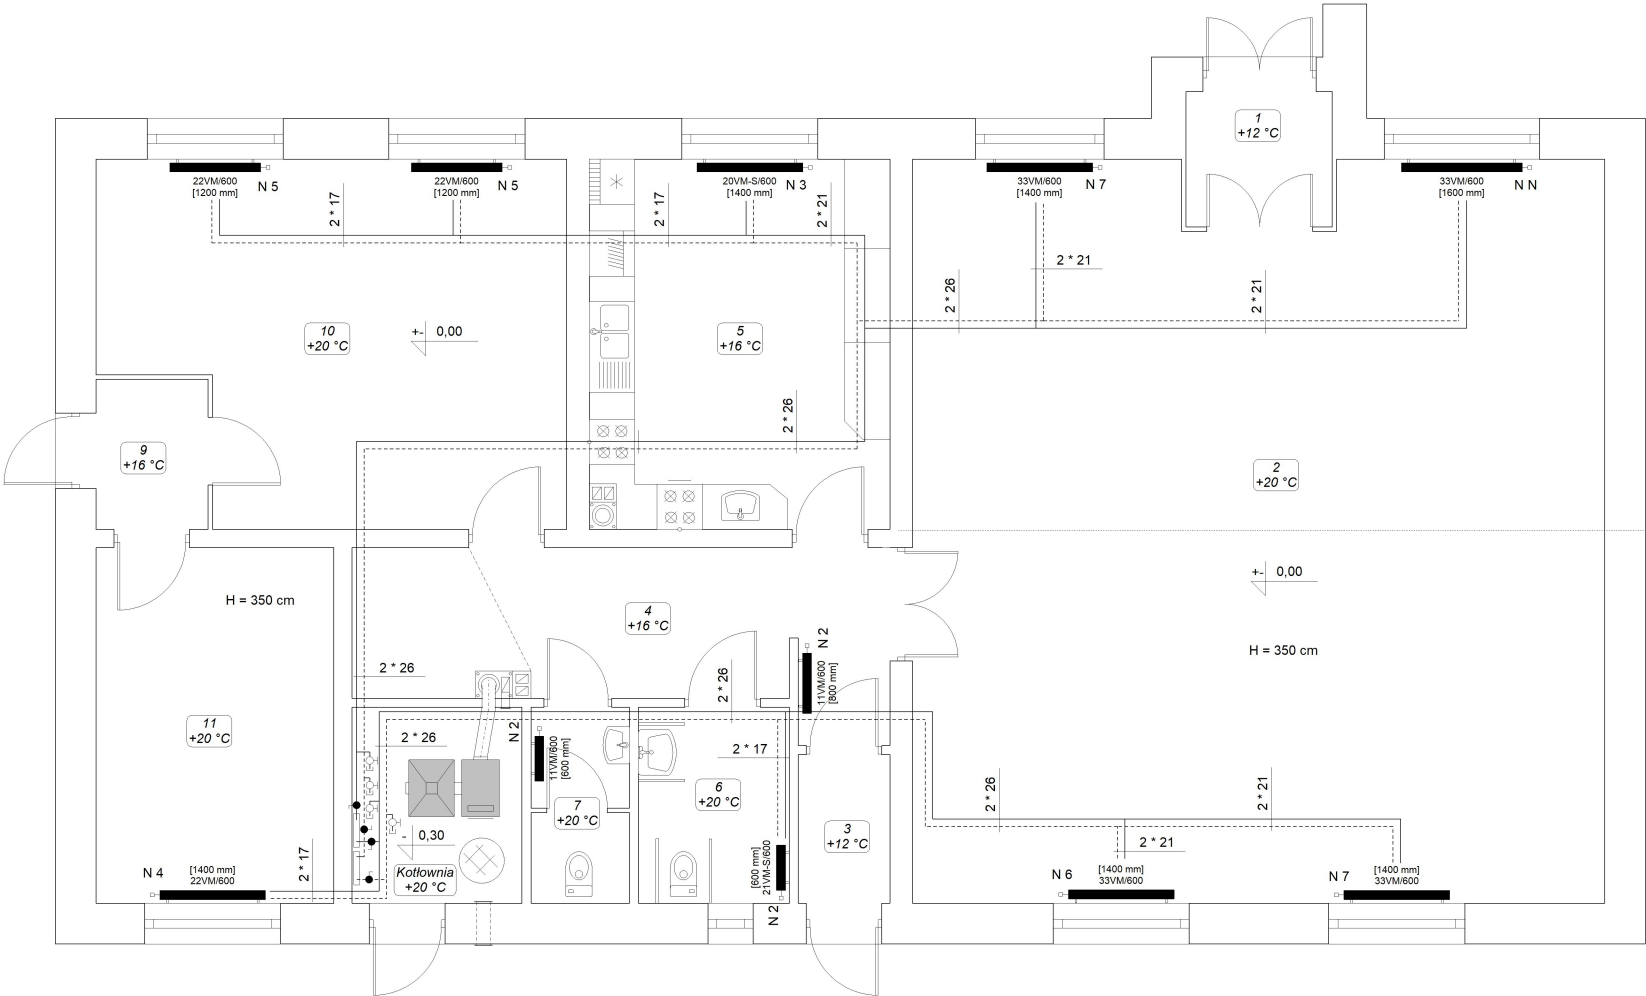 1
+12 °C
22VM/600
[1200 mm]
N 5
22VM/600
[1200 mm]
N 5
20VM-S/600
[1400 mm]
N 3
33VM/600
[1400 mm]
N 7
33VM/600
[1600 mm]
N N
2 * 17
2 * 17
2 * 21
2 * 21
2 * 26
2 * 21
10
+20 °C
+- 0,00
5
+16 °C
2 * 26
9
+16 °C
2
+20 °C
+- 0,00
H = 350 cm
H = 350 cm
4
+16 °C
N 2
11VM/600
[800 mm]
2 * 26
2 * 26
11
+20 °C
2 * 26
N 2
11VM/600
[600 mm]
2 * 17
6
+20 °C
7
+20 °C
3
+12 °C
2 * 26
2 * 21
- 0,30
Kotłownia
+20 °C
2 * 17
N 4
[1400 mm]
22VM/600
[600 mm]
21VM-S/600
N 2
2 * 21
N 6
[1400 mm]
33VM/600
N 7
[1400 mm]
33VM/600